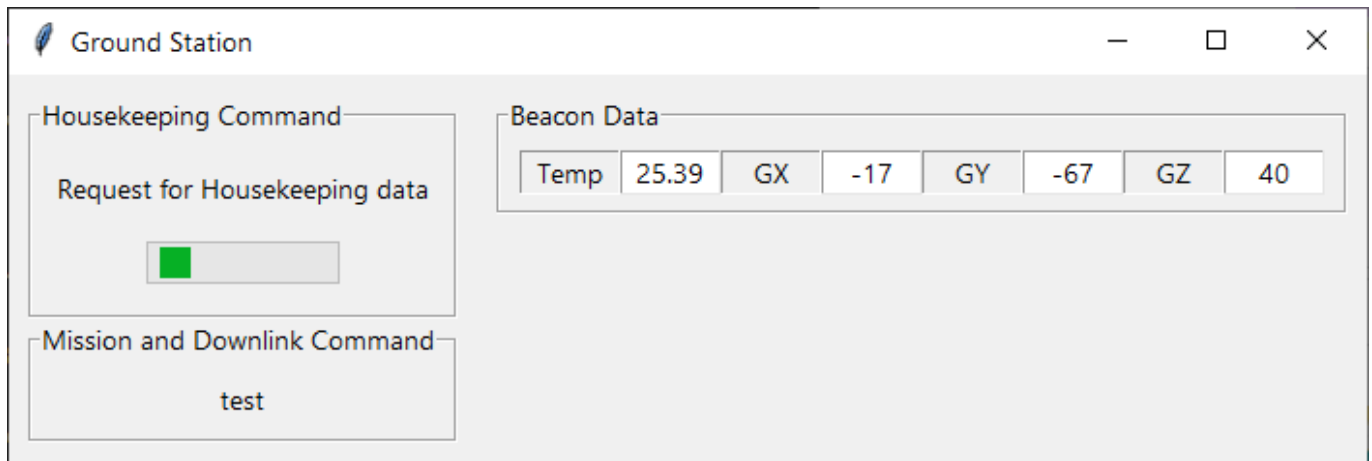 Ground Station
Housekeeping Command
Request for Housekeeping data
Mission and Downlink Command
test
Beacon Data
Temp 25.39 GX -17 GY -67 GZ 40